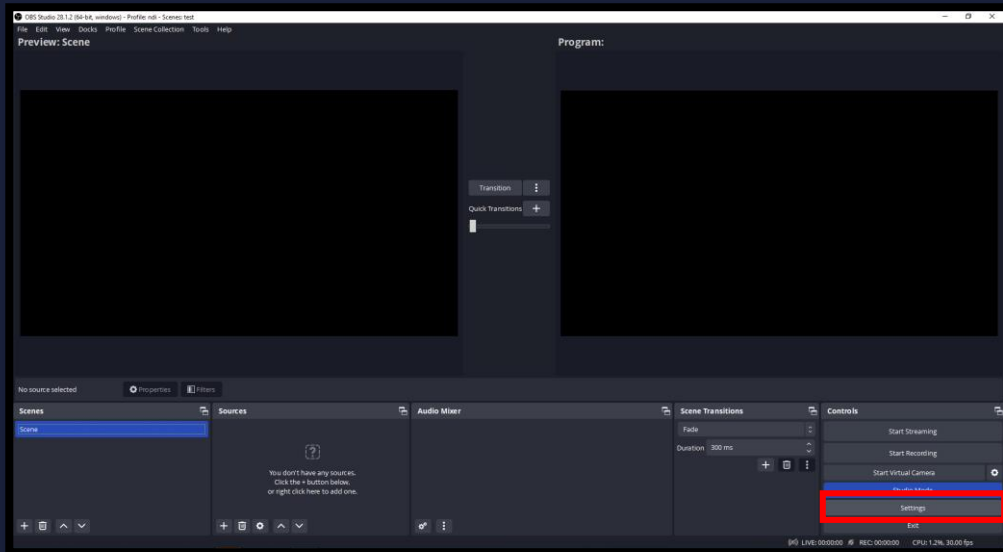 OBS Studio 28.1.2 (64-bit, windows) - Profile: ndi - Scenes: test
File Edit View Docks Profile Scene Collection Tools Help
Preview: Scene
Program:
Transition
Quick Transitions
No source selected
Properties
Filters
Scenes
Scene
Sources
You don't have any sources.
Click the + button below,
or right click here to add one.
Audio Mixer
Scene Transitions
Fade
Duration 300 ms
Controls
Start Streaming
Start Recording
Start Virtual Camera
Studio Mode
Settings
Exit
LIVE: 00:00:00 REC: 00:00:00 CPU: 1.2%, 30.00 fps